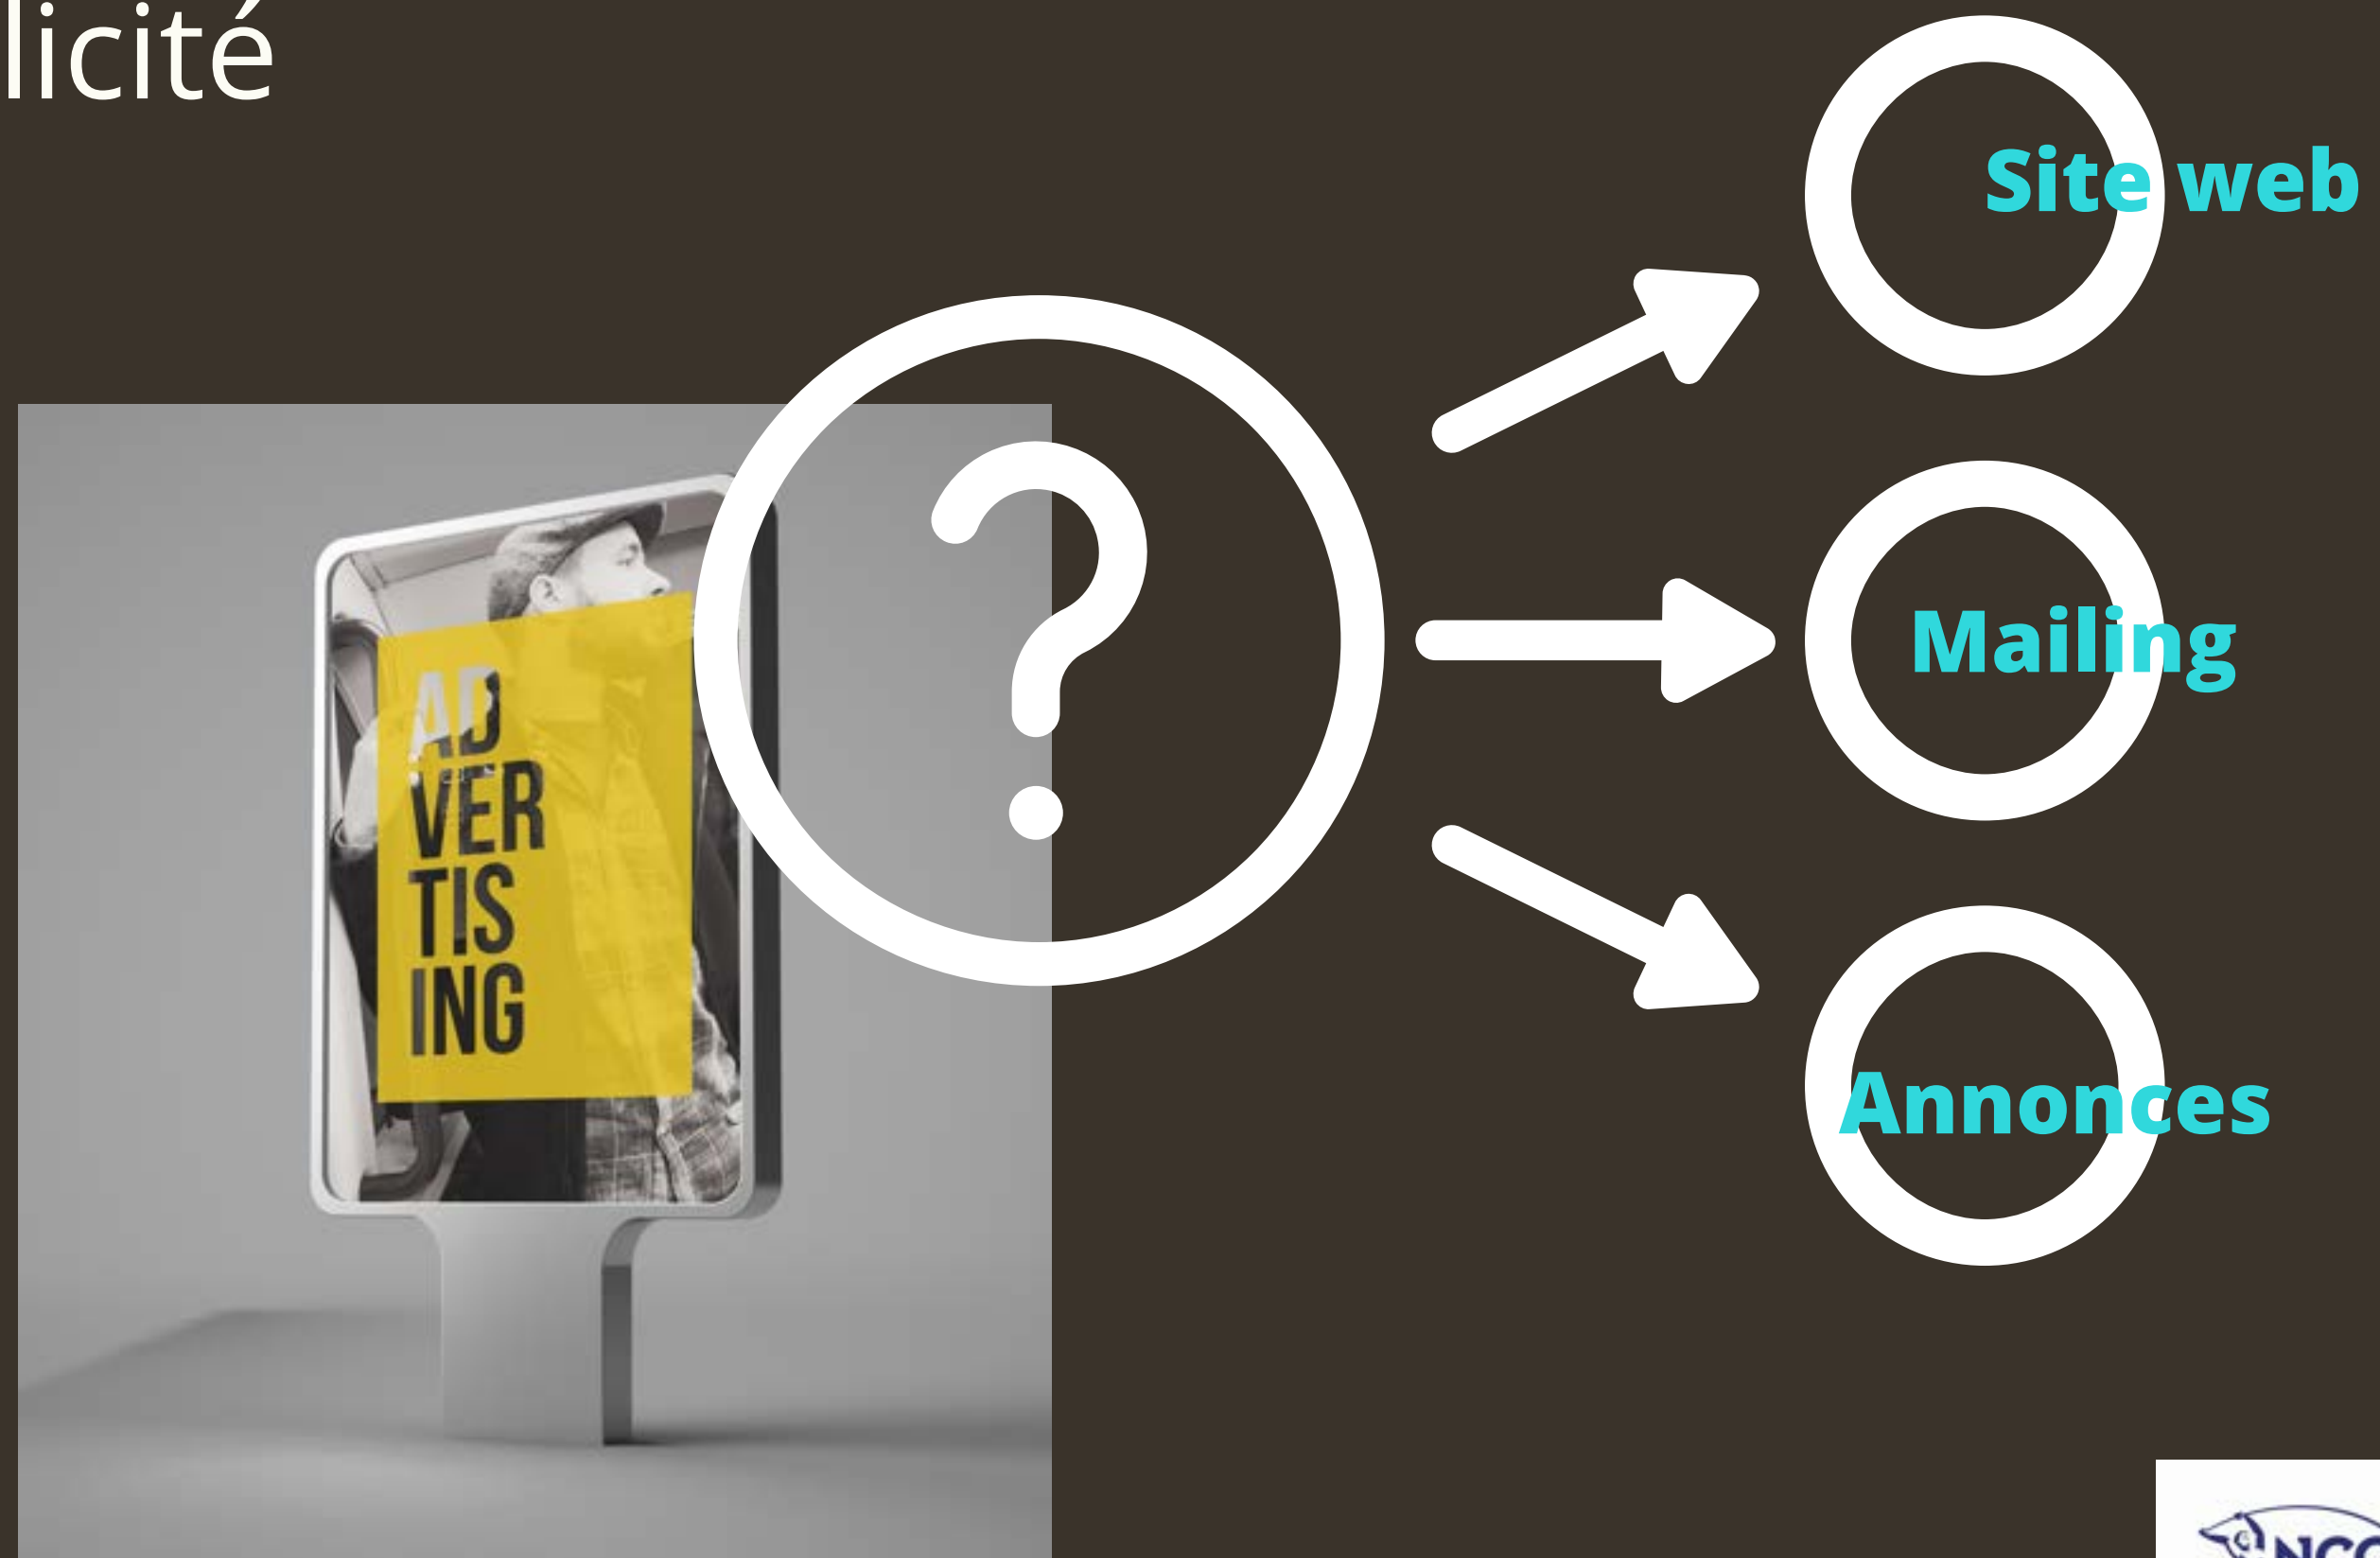 licité
Site web
?
Mailing
Annonces
AD
VER
TIS
ING